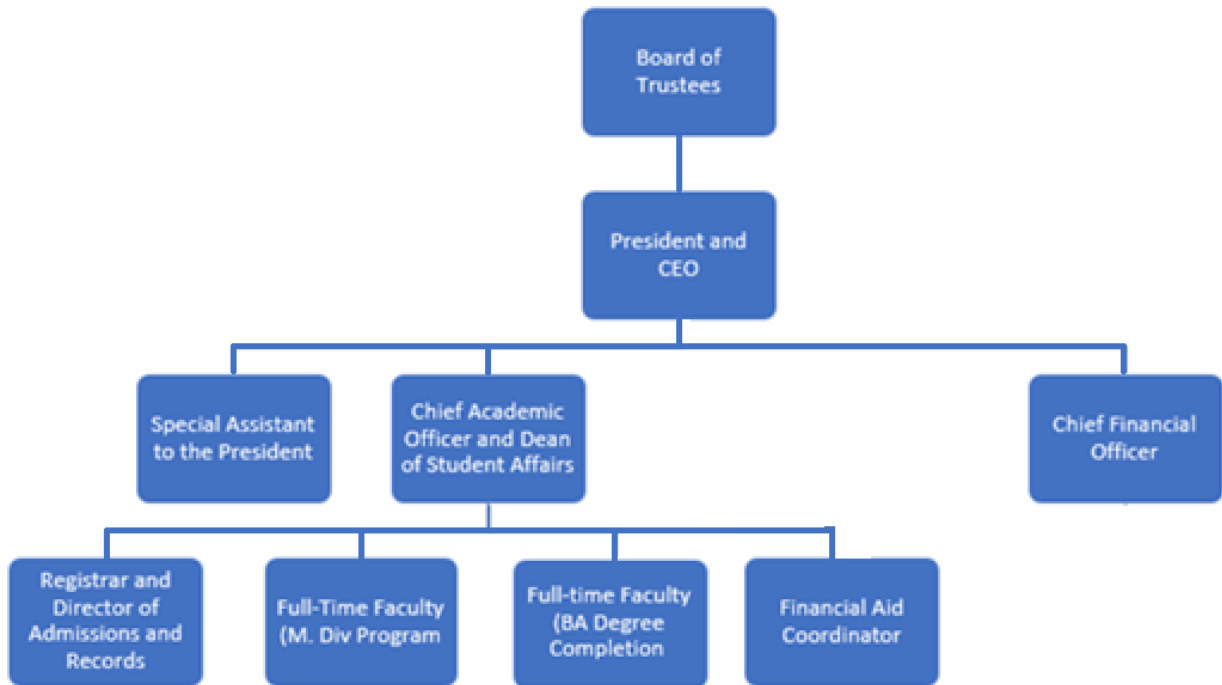 Board of
Trustees
President and
CEO
Special Assistant
to the President
Chief Academic
Officer and Dean
of Student Affairs
Chief Financial
Officer
Registrar and
Director of
Admissions and
Records
Full-Time Faculty
(M. Div Program
Full-time Faculty
(BA Degree
Completion
Financial Aid
Coordinator